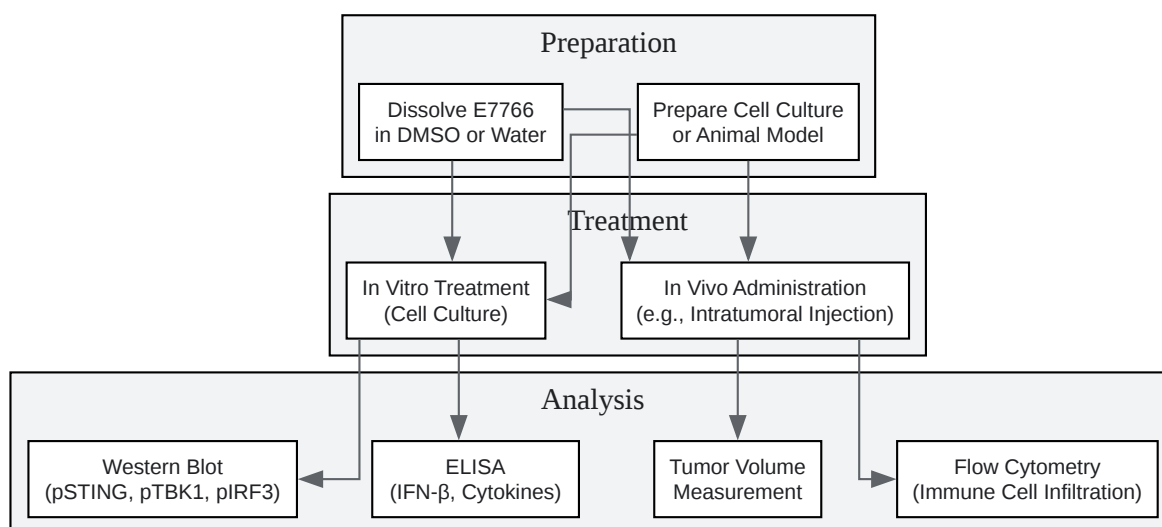 Preparation
Dissolve E7766
in DMSO or Water
Prepare Cell Culture
or Animal Model
Treatment
In Vitro Treatment
(Cell Culture)
In Vivo Administration
(e.g., Intratumoral Injection)
Analysis
Western Blot
(pSTING, pTBK1, pIRF3)
ELISA
(IFN-β, Cytokines)
Tumor Volume
Measurement
Flow Cytometry
(Immune Cell Infiltration)